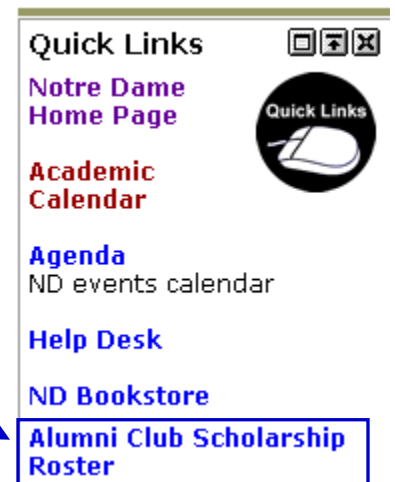 Quick Links
Notre Dame
Home Page
Quick Links
Academic
Calendar
Agenda
ND events calendar
Help Desk
ND Bookstore
Alumni Club Scholarship
Roster